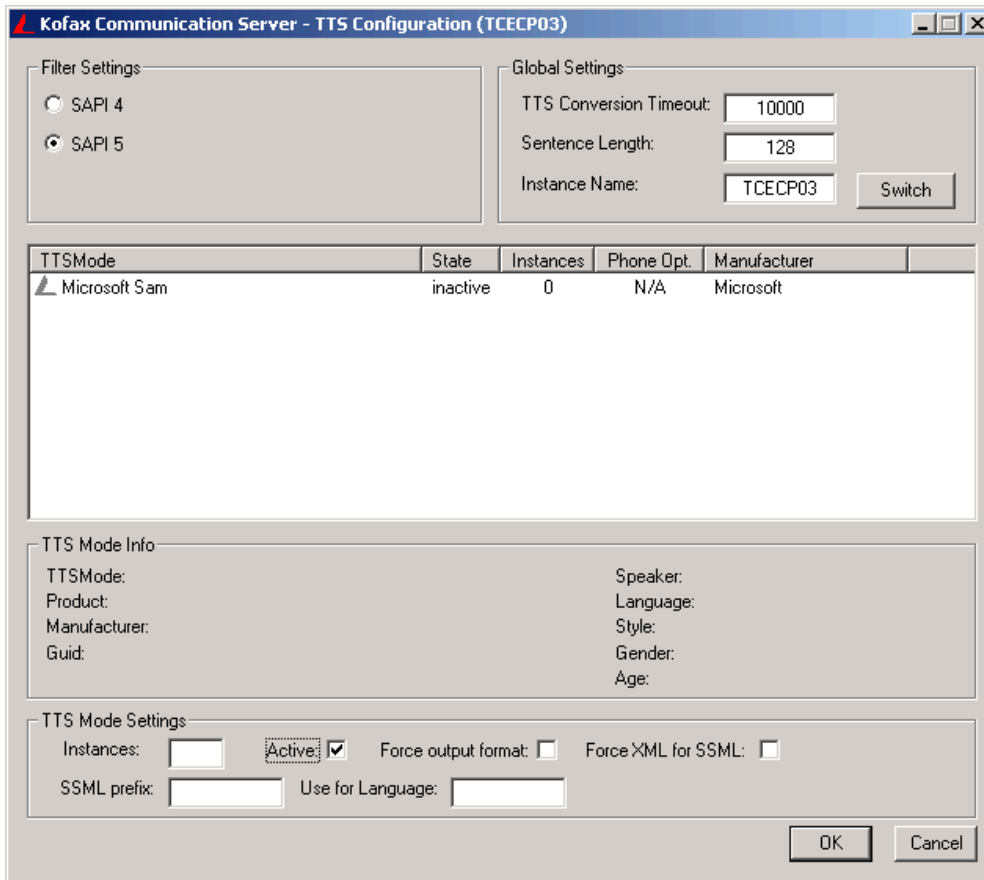 Kofax Communication Server - TTS Configuration (TCECP03)
Filter Settings
SAPI 4
SAPI 5
Global Settings
TTS Conversion Timeout: 10000
Sentence Length: 128
Instance Name: TCECP03 Switch
TTSMode State Instances Phone Opt. Manufacturer
Microsoft Sam inactive 0 N/A Microsoft
TTS Mode Info
TTSMode:
Product:
Manufacturer:
Guid:
Speaker:
Language:
Style:
Gender:
Age:
TTS Mode Settings
Instances: Active: Force output format: Force XML for SSML:
SSML prefix: Use for Language:
OK Cancel